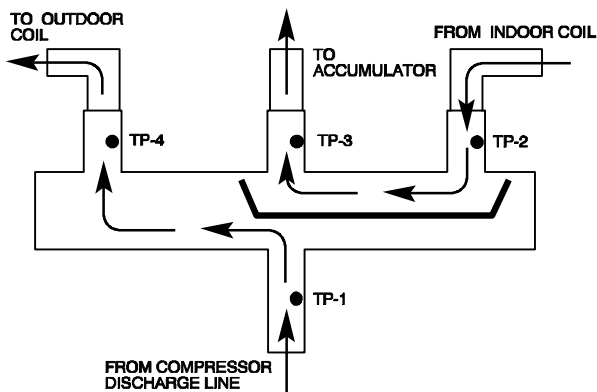 TO OUTDOOR
COIL
TO
ACCUMULATOR
FROM INDOOR COIL
TP-4
TP-3
TP-2
TP-1
FROM COMPRESSOR
DISCHARGE LINE